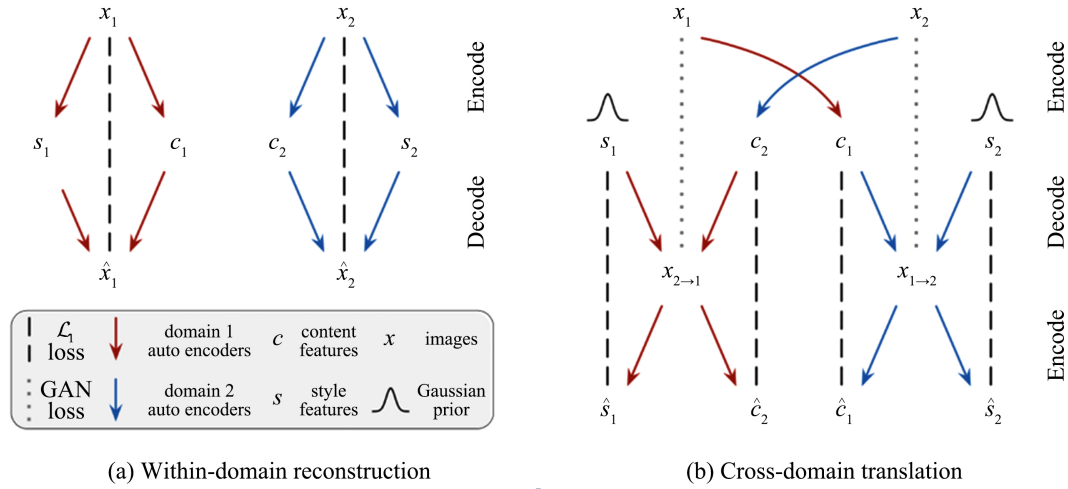 x₁ x₂ Encode
s₁ c₁ c₂ s₂
Decode
x̂₁ x̂₂
ℒ₁ loss domain 1 auto encoders c content features x images
GAN loss domain 2 auto encoders s style features Gaussian prior
(a) Within-domain reconstruction
x₁ x₂ Encode
s₁ c₂ c₁ s₂
Decode
x₂→₁ x₁→₂
Encode
ŝ₁ ĉ₂ ĉ₁ ŝ₂
(b) Cross-domain translation